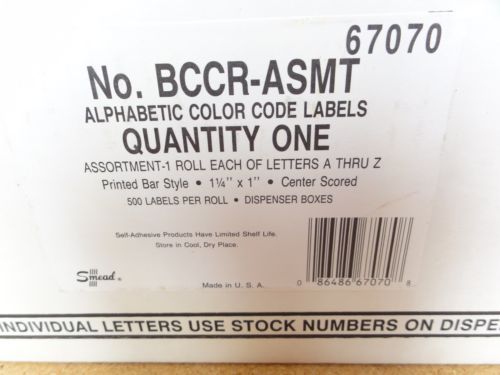 67070
No. BCCR-ASMT
ALPHABETIC COLOR CODE LABELS
QUANTITY ONE
ASSORTMENT-1 ROLL EACH OF LETTERS A THRU Z
Printed Bar Style • 1¼" x 1" • Center Scored
500 LABELS PER ROLL • DISPENSER BOXES
Self-Adhesive Products Have Limited Shelf Life.
Store in Cool, Dry Place.
Smead ®
Made in U. S. A.
0 86486 67070 8
INDIVIDUAL LETTERS USE STOCK NUMBERS ON DISPE